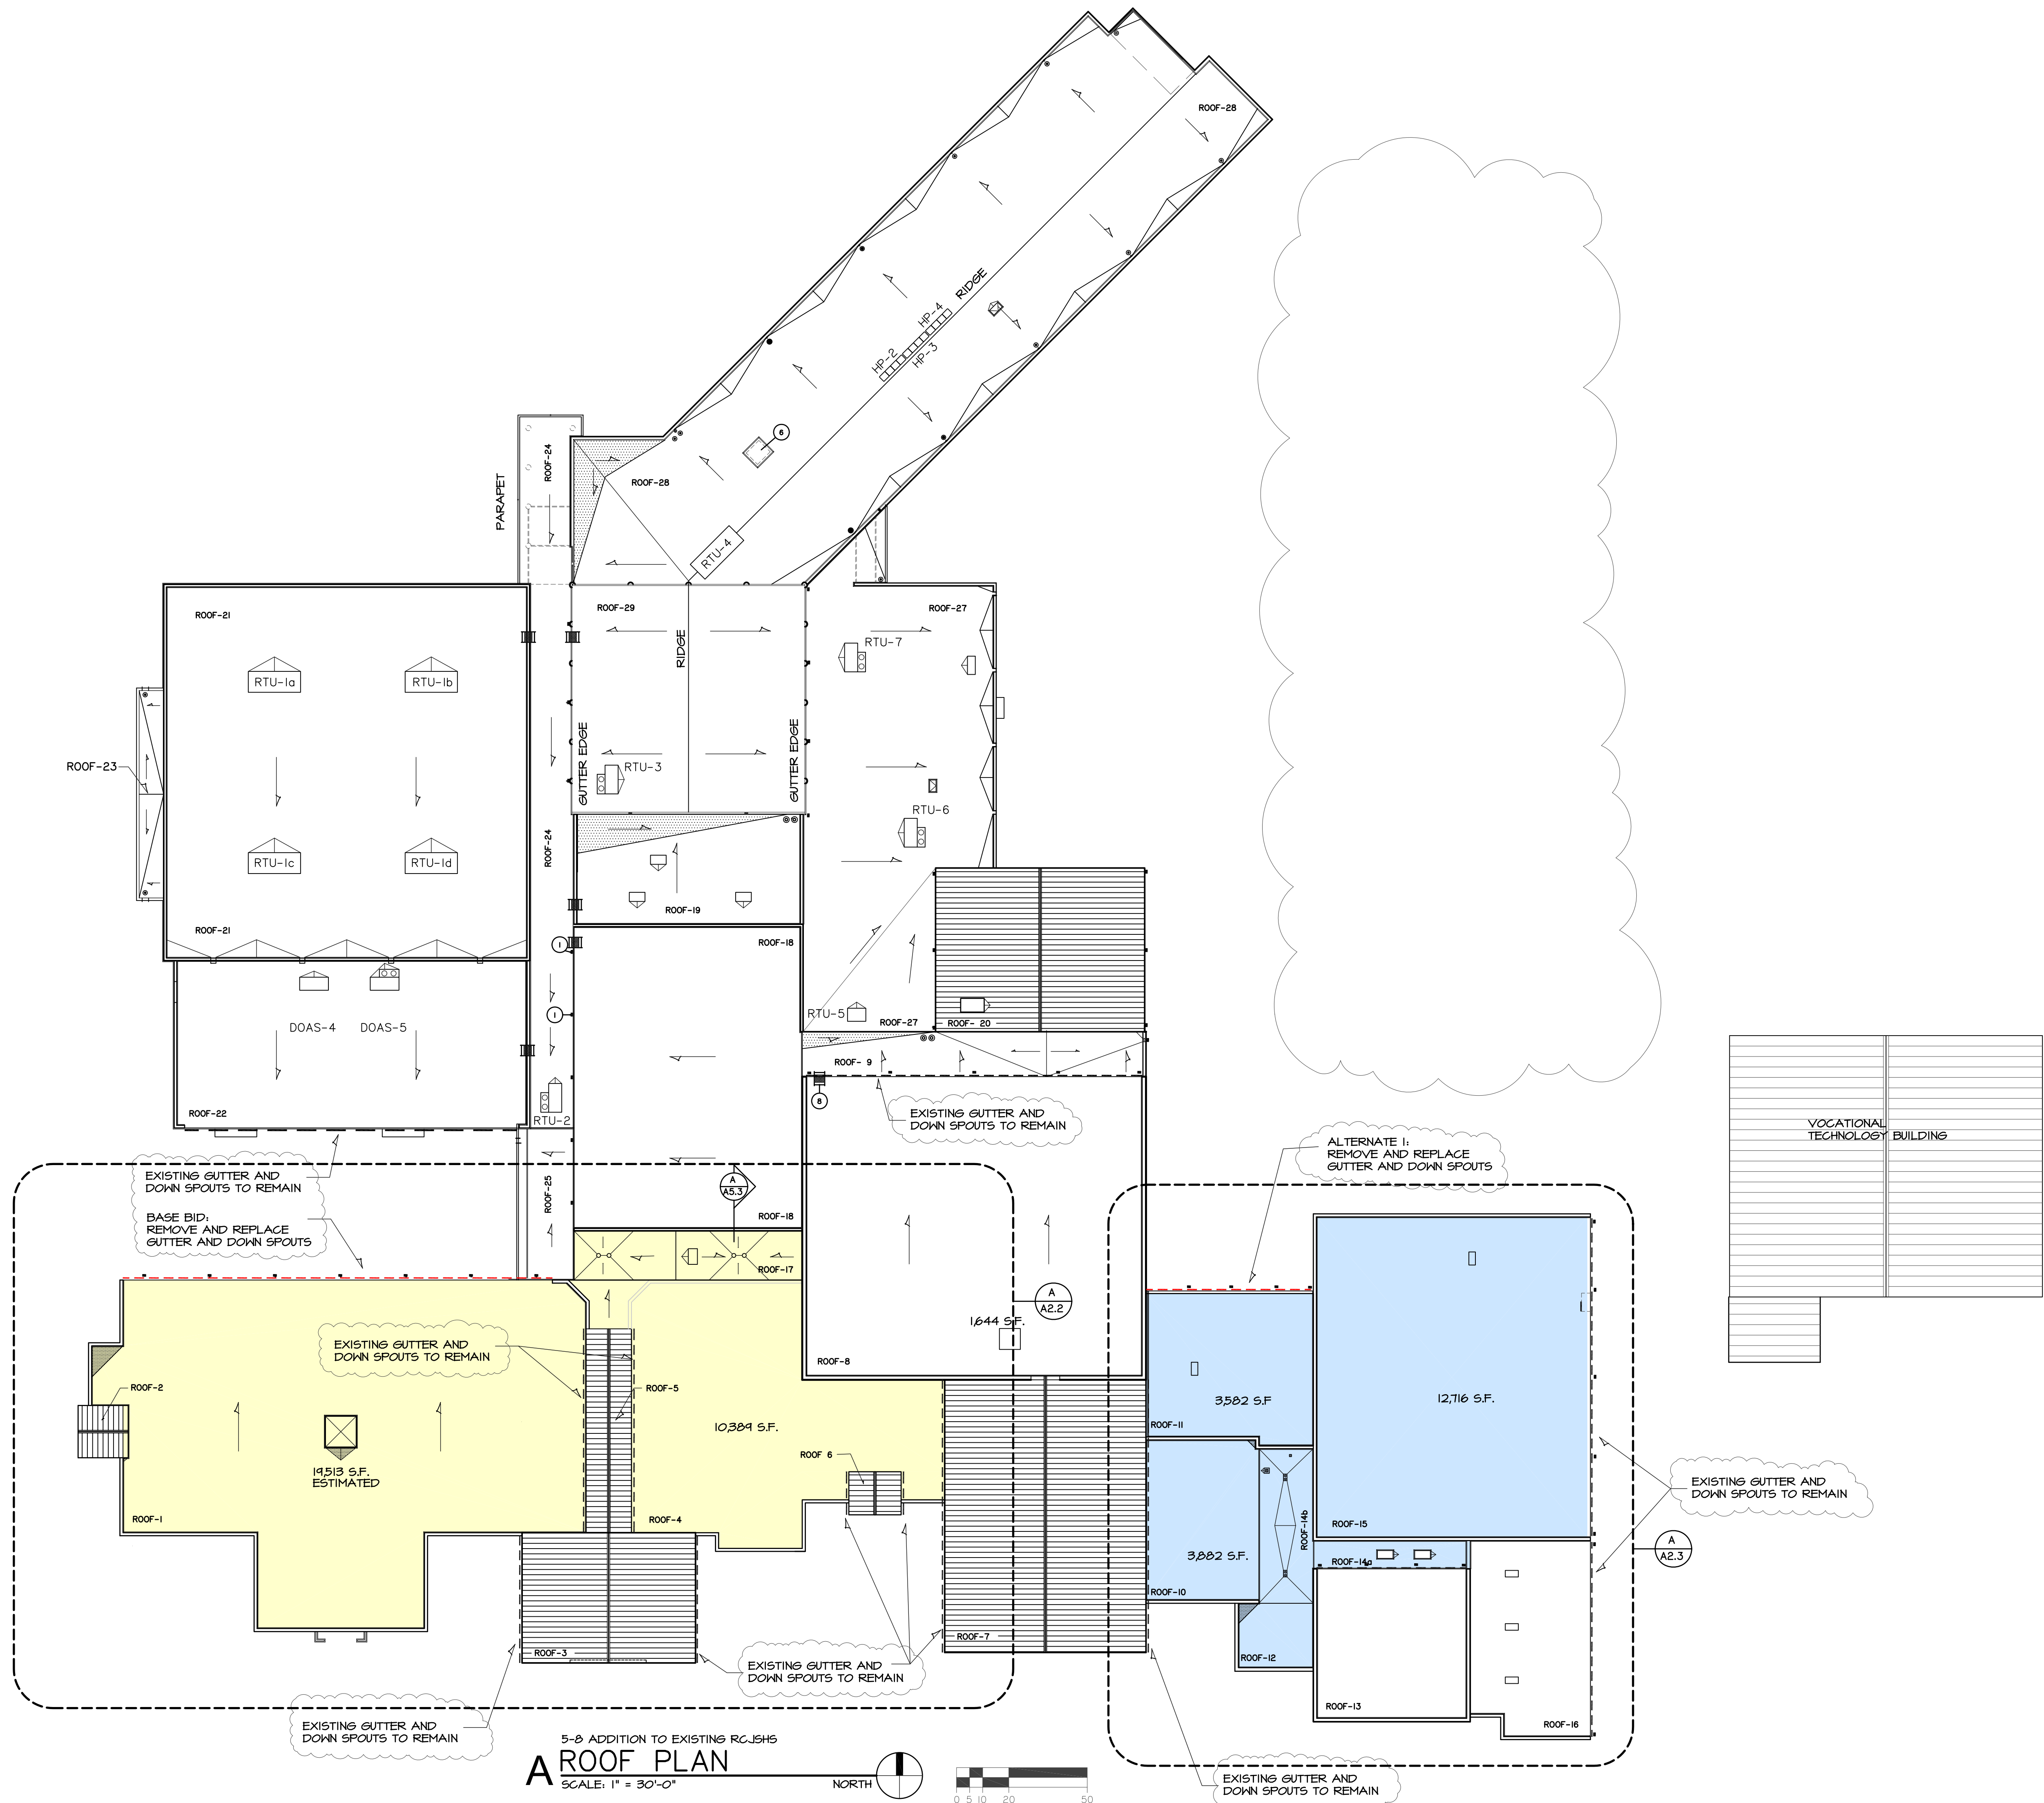 ROOF-28
RIDGE
HP-4
HP-2
HP-3
6
ROOF-24
ROOF-28
PARAPET
RTU-4
ROOF-21
ROOF-29
ROOF-27
RIDGE
RTU-7
RTU-1a
RTU-1b
GUTTER EDGE
GUTTER EDGE
ROOF-23
RTU-3
RTU-6
RTU-1c
RTU-1d
ROOF-24
ROOF-19
ROOF-21
1
ROOF-18
DOAS-4
DOAS-5
1
RTU-5
ROOF-27
ROOF- 20
ROOF- 9
ROOF-22
RTU-2
8
EXISTING GUTTER AND
DOWN SPOUTS TO REMAIN
VOCATIONAL
TECHNOLOGY BUILDING
ALTERNATE 1:
REMOVE AND REPLACE
GUTTER AND DOWN SPOUTS
EXISTING GUTTER AND
DOWN SPOUTS TO REMAIN
BASE BID:
REMOVE AND REPLACE
GUTTER AND DOWN SPOUTS
ROOF-25
A
A5.3
ROOF-18
ROOF-17
A
A2.2
1,644 S.F.
EXISTING GUTTER AND
DOWN SPOUTS TO REMAIN
ROOF-8
ROOF-2
ROOF-5
3,582 S.F
12,716 S.F.
10,389 S.F.
ROOF-11
ROOF 6
19,513 S.F.
ESTIMATED
EXISTING GUTTER AND
DOWN SPOUTS TO REMAIN
ROOF-1
ROOF-4
ROOF-14b
ROOF-15
A
A2.3
3,882 S.F.
ROOF-14a
ROOF-10
ROOF-3
ROOF-7
ROOF-12
EXISTING GUTTER AND
DOWN SPOUTS TO REMAIN
ROOF-13
ROOF-16
EXISTING GUTTER AND
DOWN SPOUTS TO REMAIN
5-8 ADDITION TO EXISTING RCJSHS
A ROOF PLAN
SCALE: 1" = 30'-0"
NORTH
0 5 10 20 50
EXISTING GUTTER AND
DOWN SPOUTS TO REMAIN